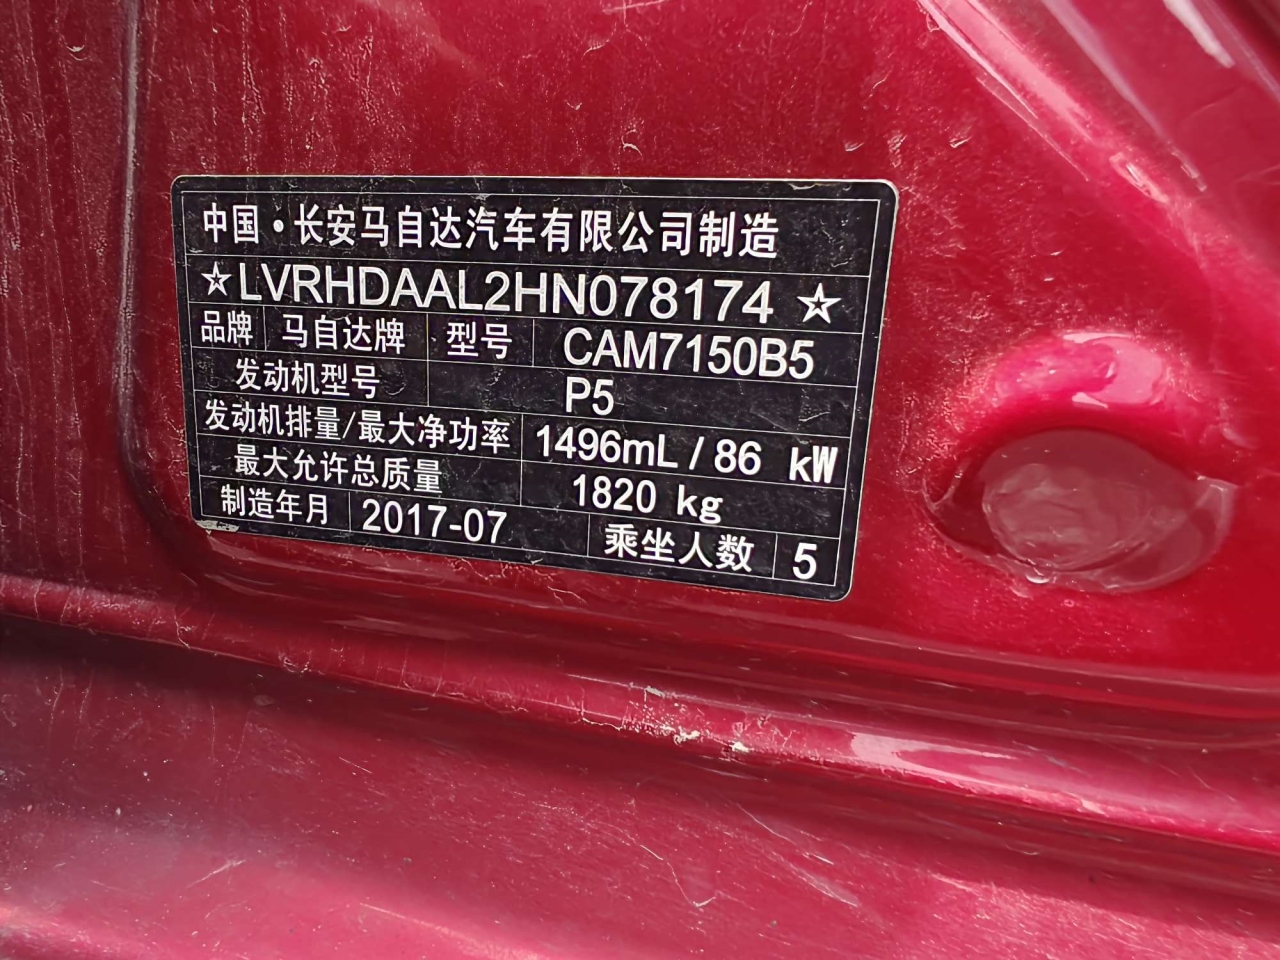 中国·长安马自达汽车有限公司制造
☆LVRHDAAL2HN078174☆
品牌 马自达牌 型号 CAM7150B5
发动机型号 P5
发动机排量/最大净功率 1496mL / 86 kW
最大允许总质量 1820 kg
制造年月 2017-07 乘坐人数 5